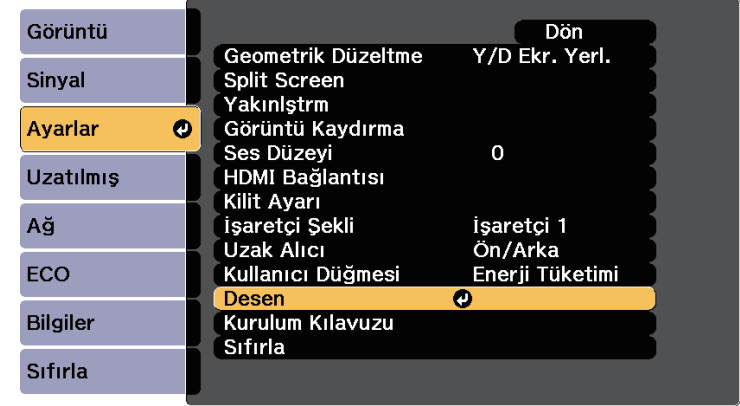 Görüntü
Sinyal
Ayarlar
Uzatılmış
Ağ
ECO
Bilgiler
Sıfırla
Dön
Geometrik Düzeltme Y/D Ekr. Yerl.
Split Screen
Yakınlştrm
Görüntü Kaydırma
Ses Düzeyi 0
HDMI Bağlantısı
Kilit Ayarı
İşaretçi Şekli İşaretçi 1
Uzak Alıcı Ön/Arka
Kullanıcı Düğmesi Enerji Tüketimi
Desen
Kurulum Kılavuzu
Sıfırla